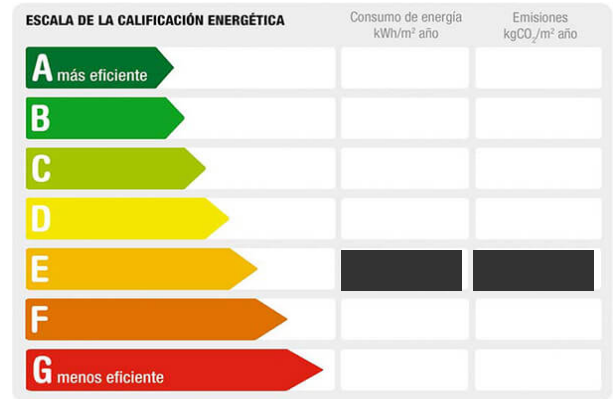 ESCALA DE LA CALIFICACIÓN ENERGÉTICA
Consumo de energía
kWh/m² año
Emisiones
kgCO₂/m² año
A más eficiente
B
C
D
E
F
G menos eficiente